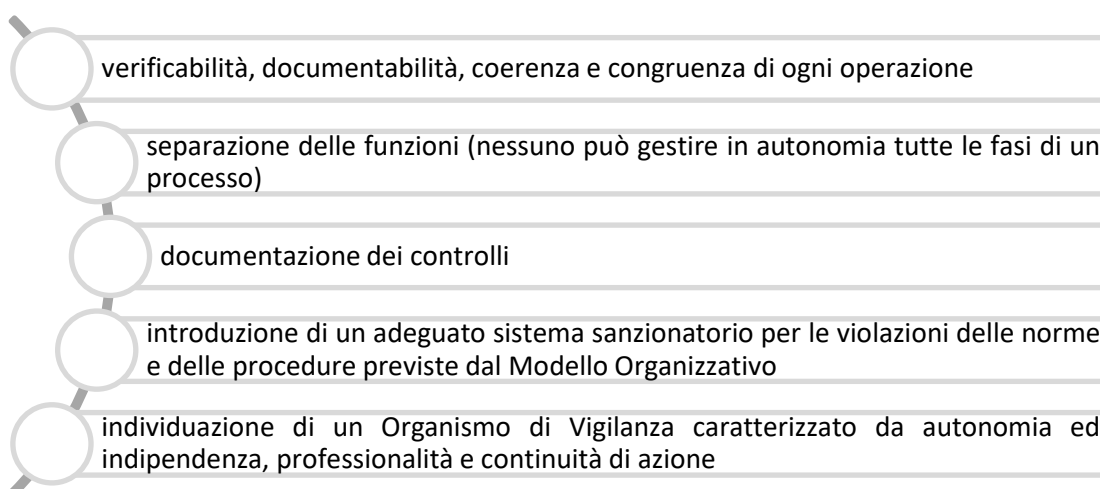 verificabilità, documentabilità, coerenza e congruenza di ogni operazione
separazione delle funzioni (nessuno può gestire in autonomia tutte le fasi di un
processo)
documentazione dei controlli
introduzione di un adeguato sistema sanzionatorio per le violazioni delle norme
e delle procedure previste dal Modello Organizzativo
individuazione di un Organismo di Vigilanza caratterizzato da autonomia ed
indipendenza, professionalità e continuità di azione